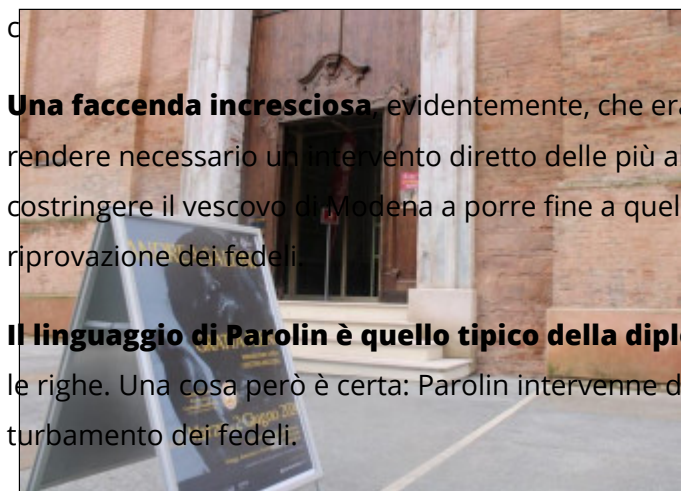 c
Una faccenda incresciosa, evidentemente, che era
rendere necessario un intervento diretto delle più a
costringere il vescovo di Modena a porre fine a quel
riprovazione dei fedeli.
Il linguaggio di Parolin è quello tipico della dipl
le righe. Una cosa però è certa: Parolin intervenne d
turbamento dei fedeli.